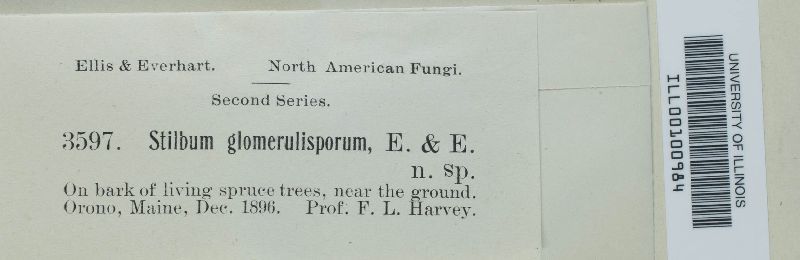 Ellis & Everhart. North American Fungi.
Second Series.
3597. Stilbum glomerulisporum, E. & E.
n. sp.
On bark of living spruce trees, near the ground.
Orono, Maine, Dec. 1896. Prof. F. L. Harvey.
UNIVERSITY OF ILLINOIS
ILL00100984